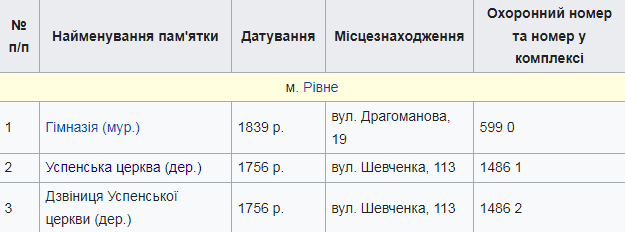 № п/п Найменування пам'ятки Датування Місцезнаходження Охоронний номер та номер у комплексі
м. Рівне
1 Гімназія (мур.) 1839 р. вул. Драгоманова, 19 599 0
2 Успенська церква (дер.) 1756 р. вул. Шевченка, 113 1486 1
3 Дзвіниця Успенської церкви (дер.) 1756 р. вул. Шевченка, 113 1486 2